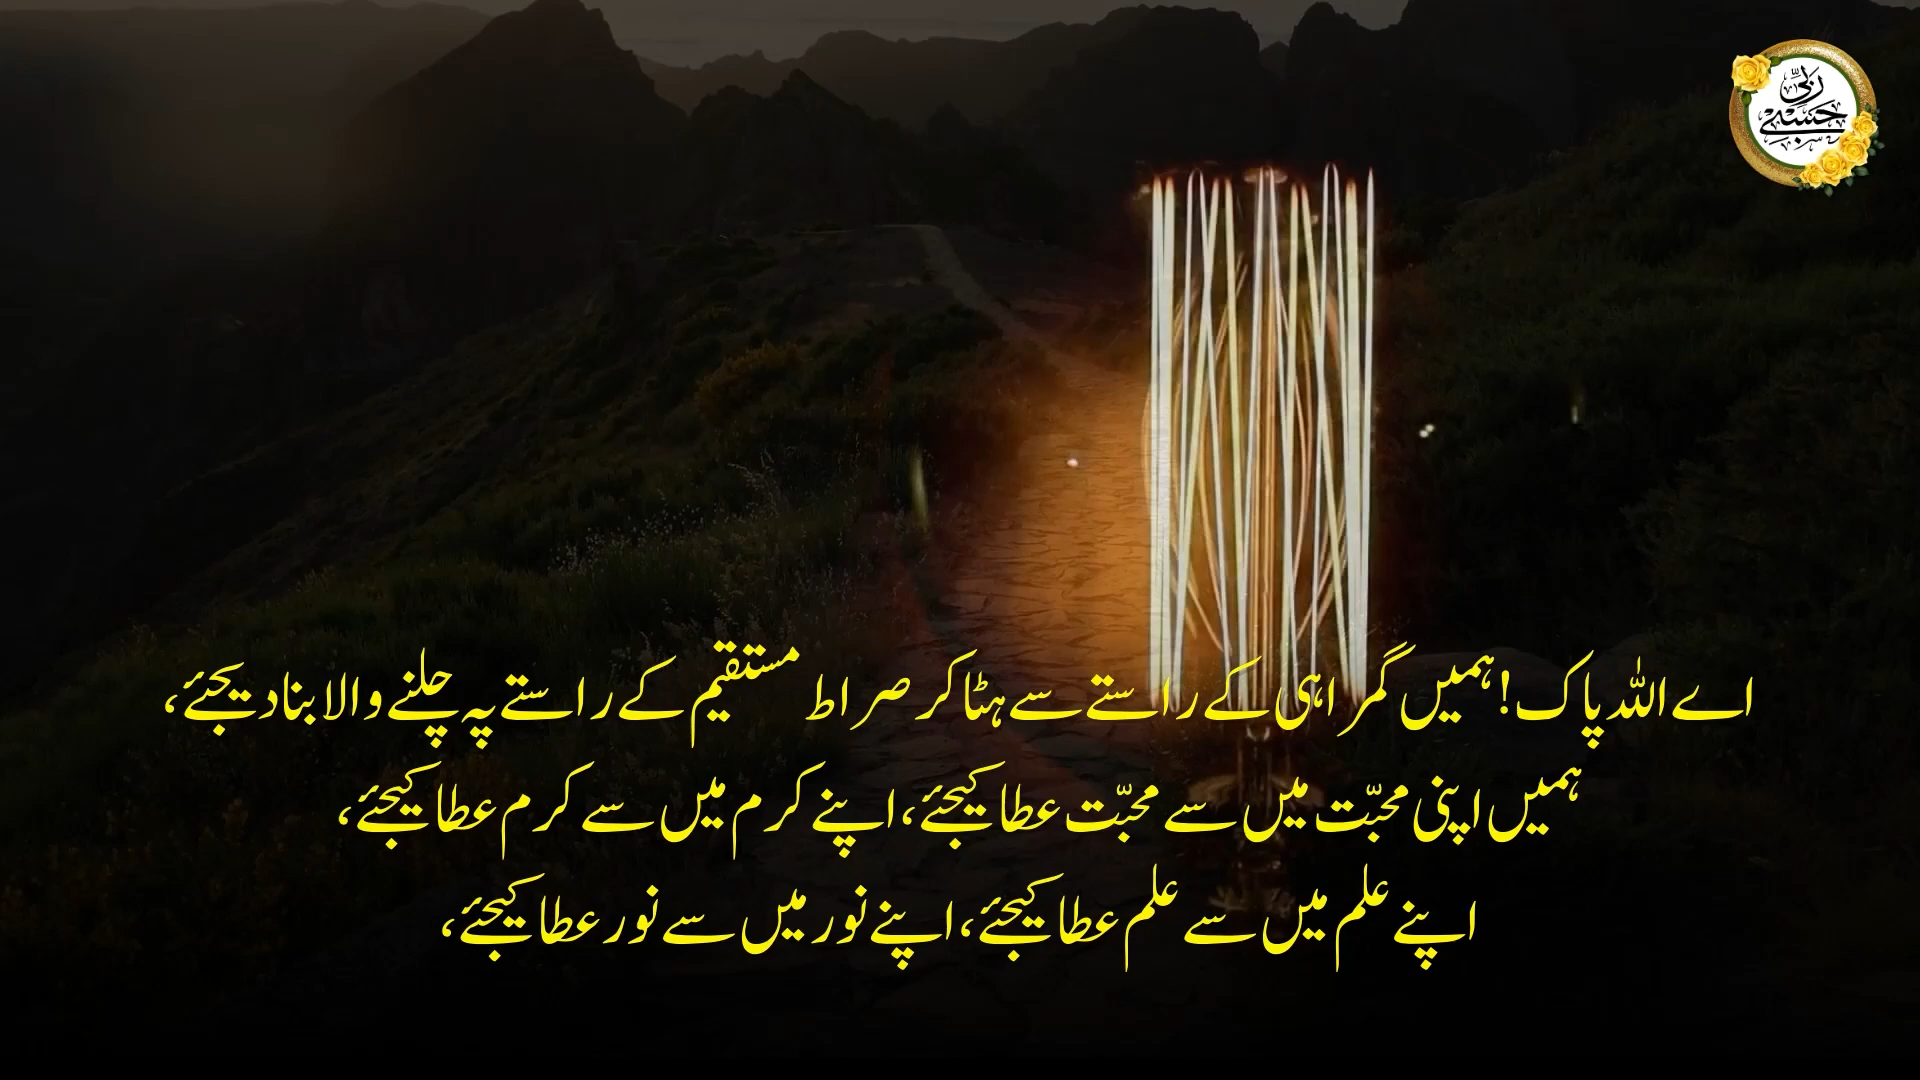 حسبی ربی
اے اللہ پاک! ہمیں گمراہی کے راستے سے ہٹا کر صراط مستقیم کے راستے پہ چلنے والا بنا دیجئے،
ہمیں اپنی محبّت میں سے محبّت عطا کیجئے، اپنے کرم میں سے کرم عطا کیجئے،
اپنے علم میں سے علم عطا کیجئے، اپنے نور میں سے نور عطا کیجئے،